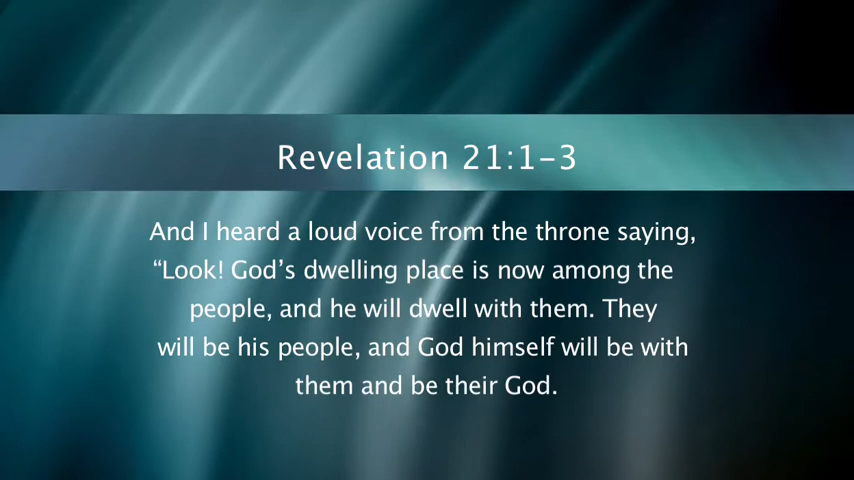 Revelation 21:1-3
And I heard a loud voice from the throne saying,
“Look! God’s dwelling place is now among the
people, and he will dwell with them. They
will be his people, and God himself will be with
them and be their God.